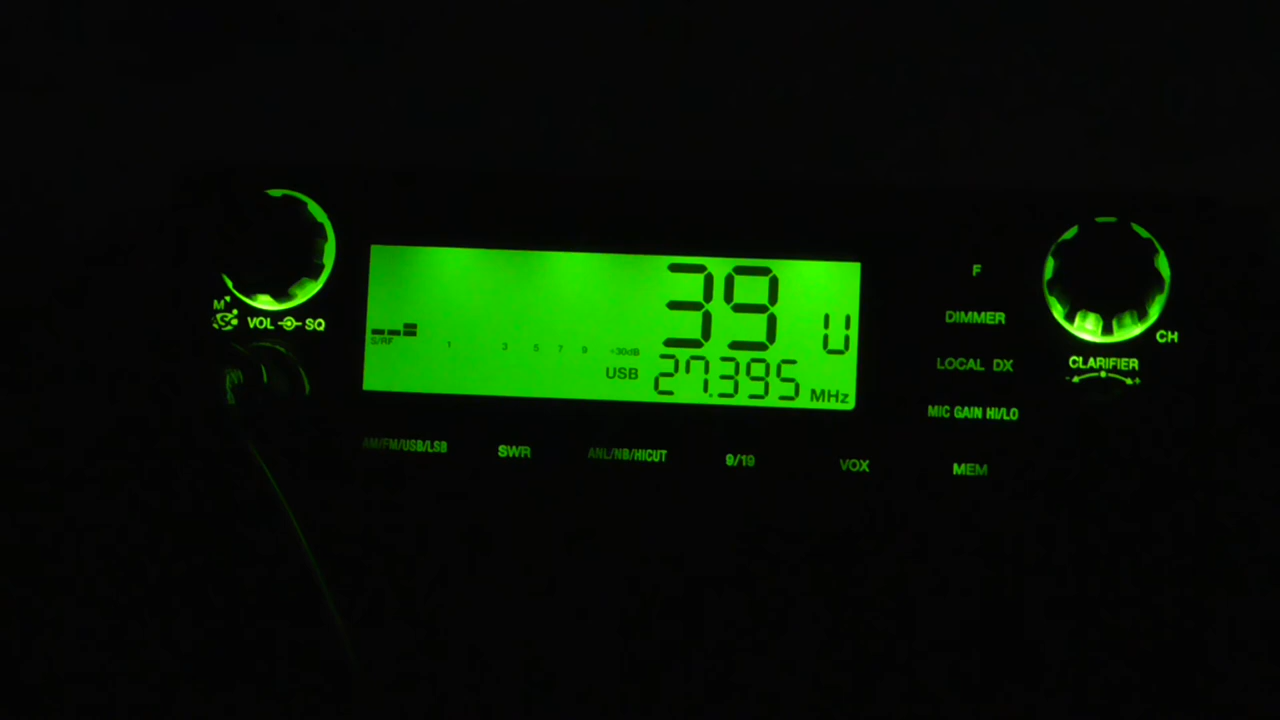 39 U
S/RF 1 3 5 7 9 +30dB
USB 27.395 MHz
M
VOL SQ
F
DIMMER
LOCAL DX
MIC GAIN HI/LO
MEM
CH
CLARIFIER
- +
AM/FM/USB/LSB SWR ANL/NB/HICUT 9/19 VOX